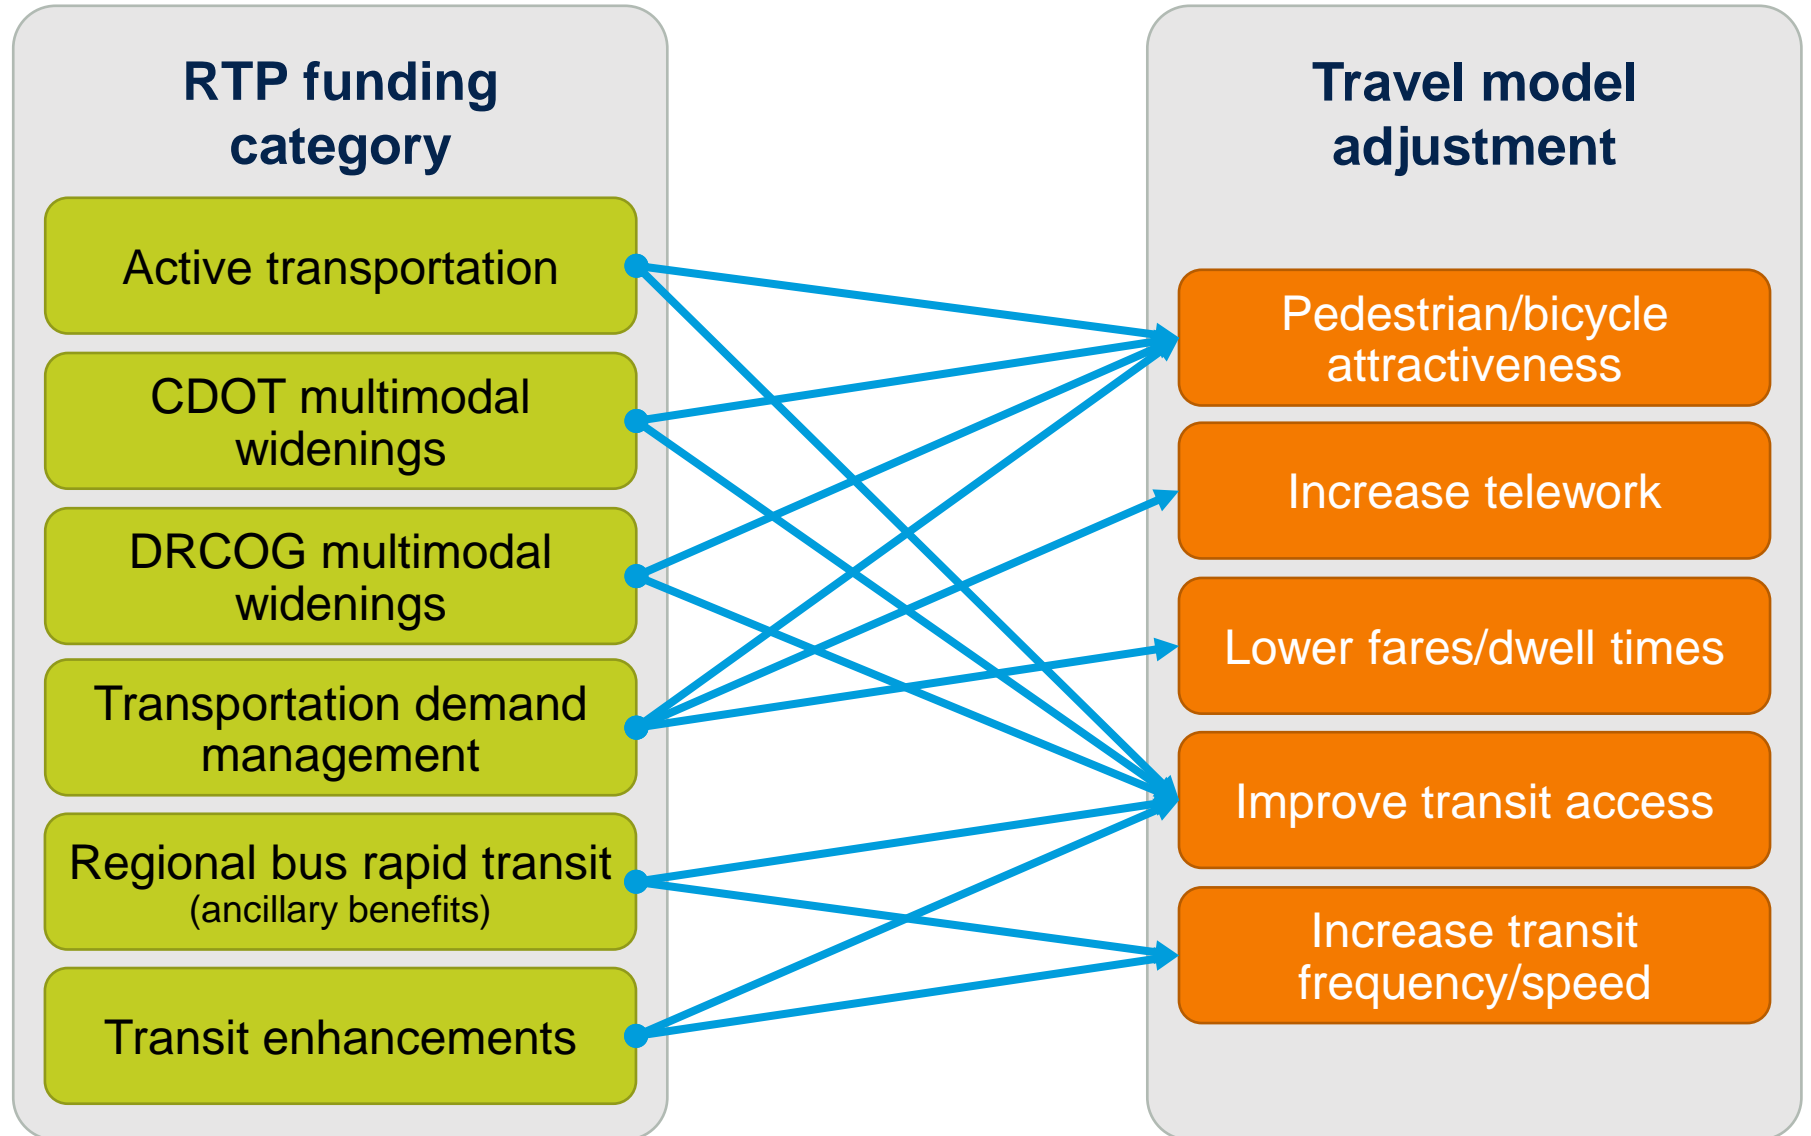 RTP funding
category
Active transportation
CDOT multimodal
widenings
DRCOG multimodal
widenings
Transportation demand
management
Regional bus rapid transit
(ancillary benefits)
Transit enhancements
Travel model
adjustment
Pedestrian/bicycle
attractiveness
Increase telework
Lower fares/dwell times
Improve transit access
Increase transit
frequency/speed